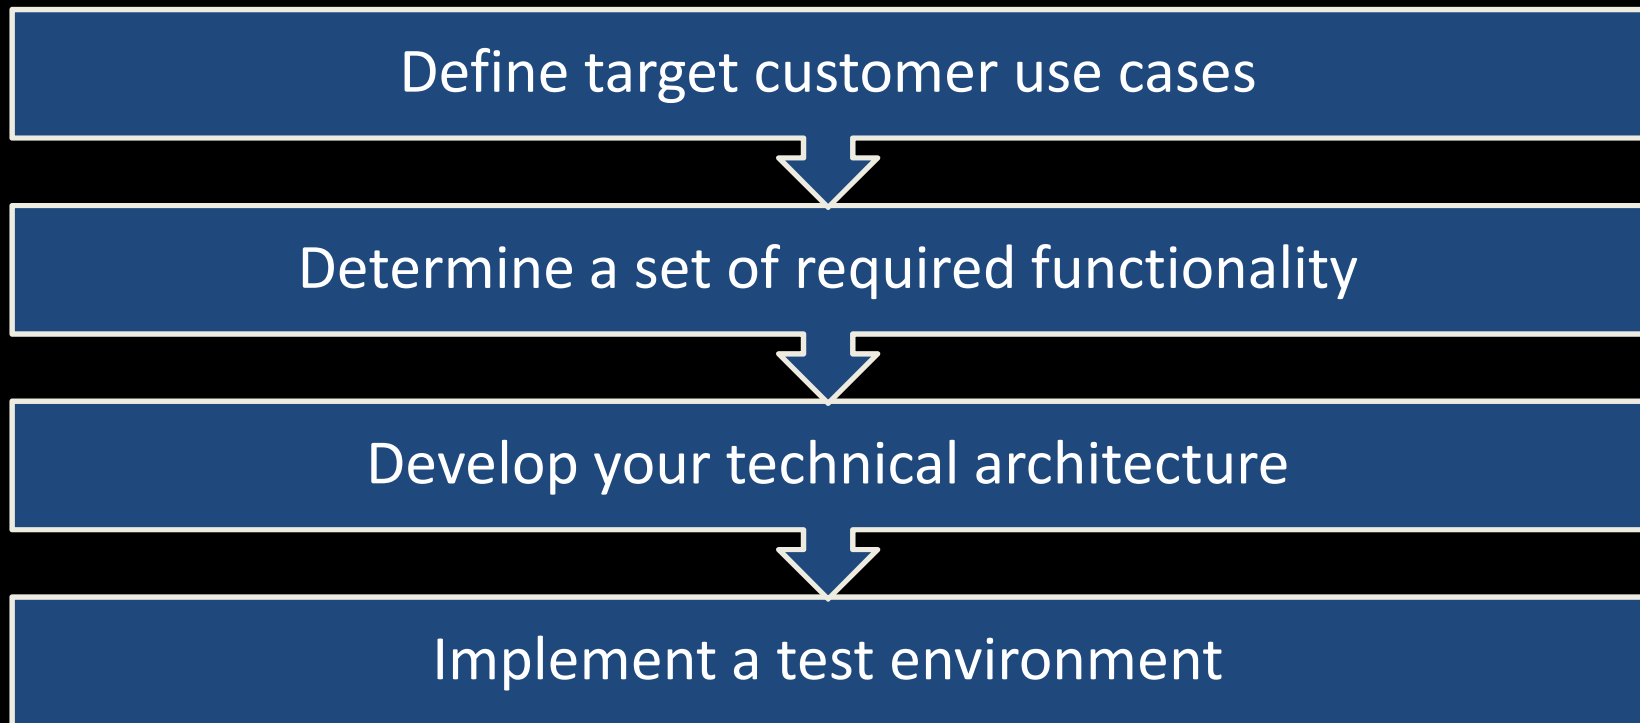 Define target customer use cases
Determine a set of required functionality
Develop your technical architecture
Implement a test environment